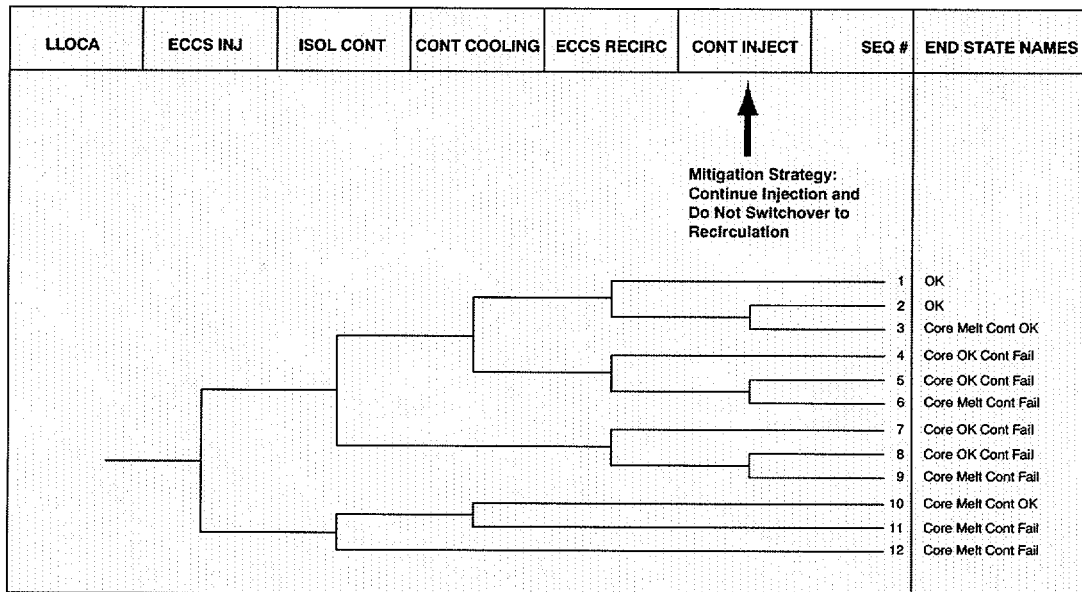 LLOCA ECCS INJ ISOL CONT CONT COOLING ECCS RECIRC CONT INJECT SEQ # END STATE NAMES
Mitigation Strategy:
Continue Injection and
Do Not Switchover to
Recirculation
1 OK
2 OK
3 Core Melt Cont OK
4 Core OK Cont Fail
5 Core OK Cont Fail
6 Core Melt Cont Fail
7 Core OK Cont Fail
8 Core OK Cont Fail
9 Core Melt Cont Fail
10 Core Melt Cont OK
11 Core Melt Cont Fail
12 Core Melt Cont Fail